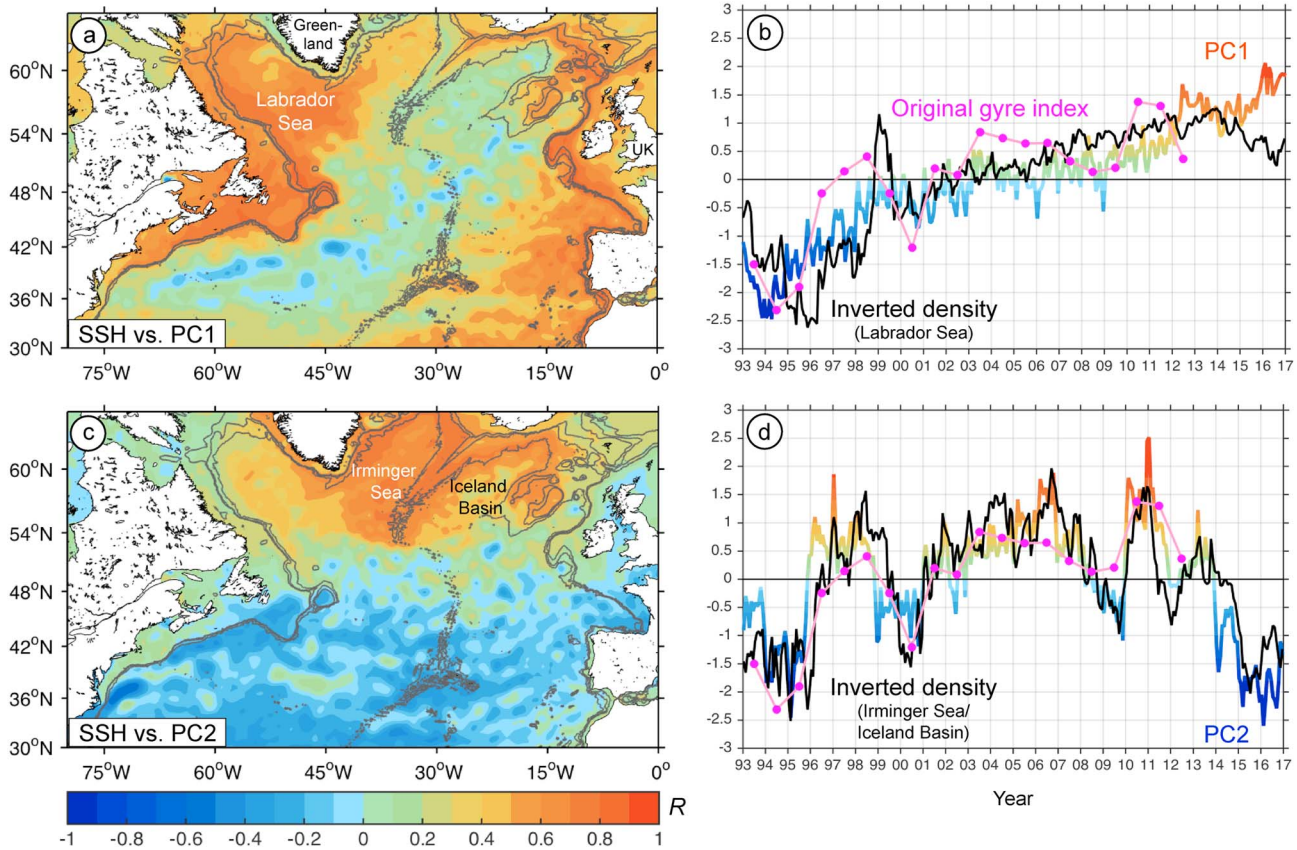 a
Green-
land
Labrador
Sea
UK
SSH vs. PC1
60°N
54°N
48°N
42°N
36°N
30°N
75°W
60°W
45°W
30°W
15°W
0°
b
PC1
Original gyre index
Inverted density
(Labrador Sea)
3
2.5
2
1.5
1
0.5
0
-0.5
-1
-1.5
-2
-2.5
-3
93 94 95 96 97 98 99 00 01 02 03 04 05 06 07 08 09 10 11 12 13 14 15 16 17
c
Irminger
Sea
Iceland
Basin
SSH vs. PC2
60°N
54°N
48°N
42°N
36°N
30°N
75°W
60°W
45°W
30°W
15°W
0°
-1 -0.8 -0.6 -0.4 -0.2 0 0.2 0.4 0.6 0.8 1
R
d
Inverted density
(Irminger Sea/
Iceland Basin)
PC2
3
2.5
2
1.5
1
0.5
0
-0.5
-1
-1.5
-2
-2.5
-3
93 94 95 96 97 98 99 00 01 02 03 04 05 06 07 08 09 10 11 12 13 14 15 16 17
Year